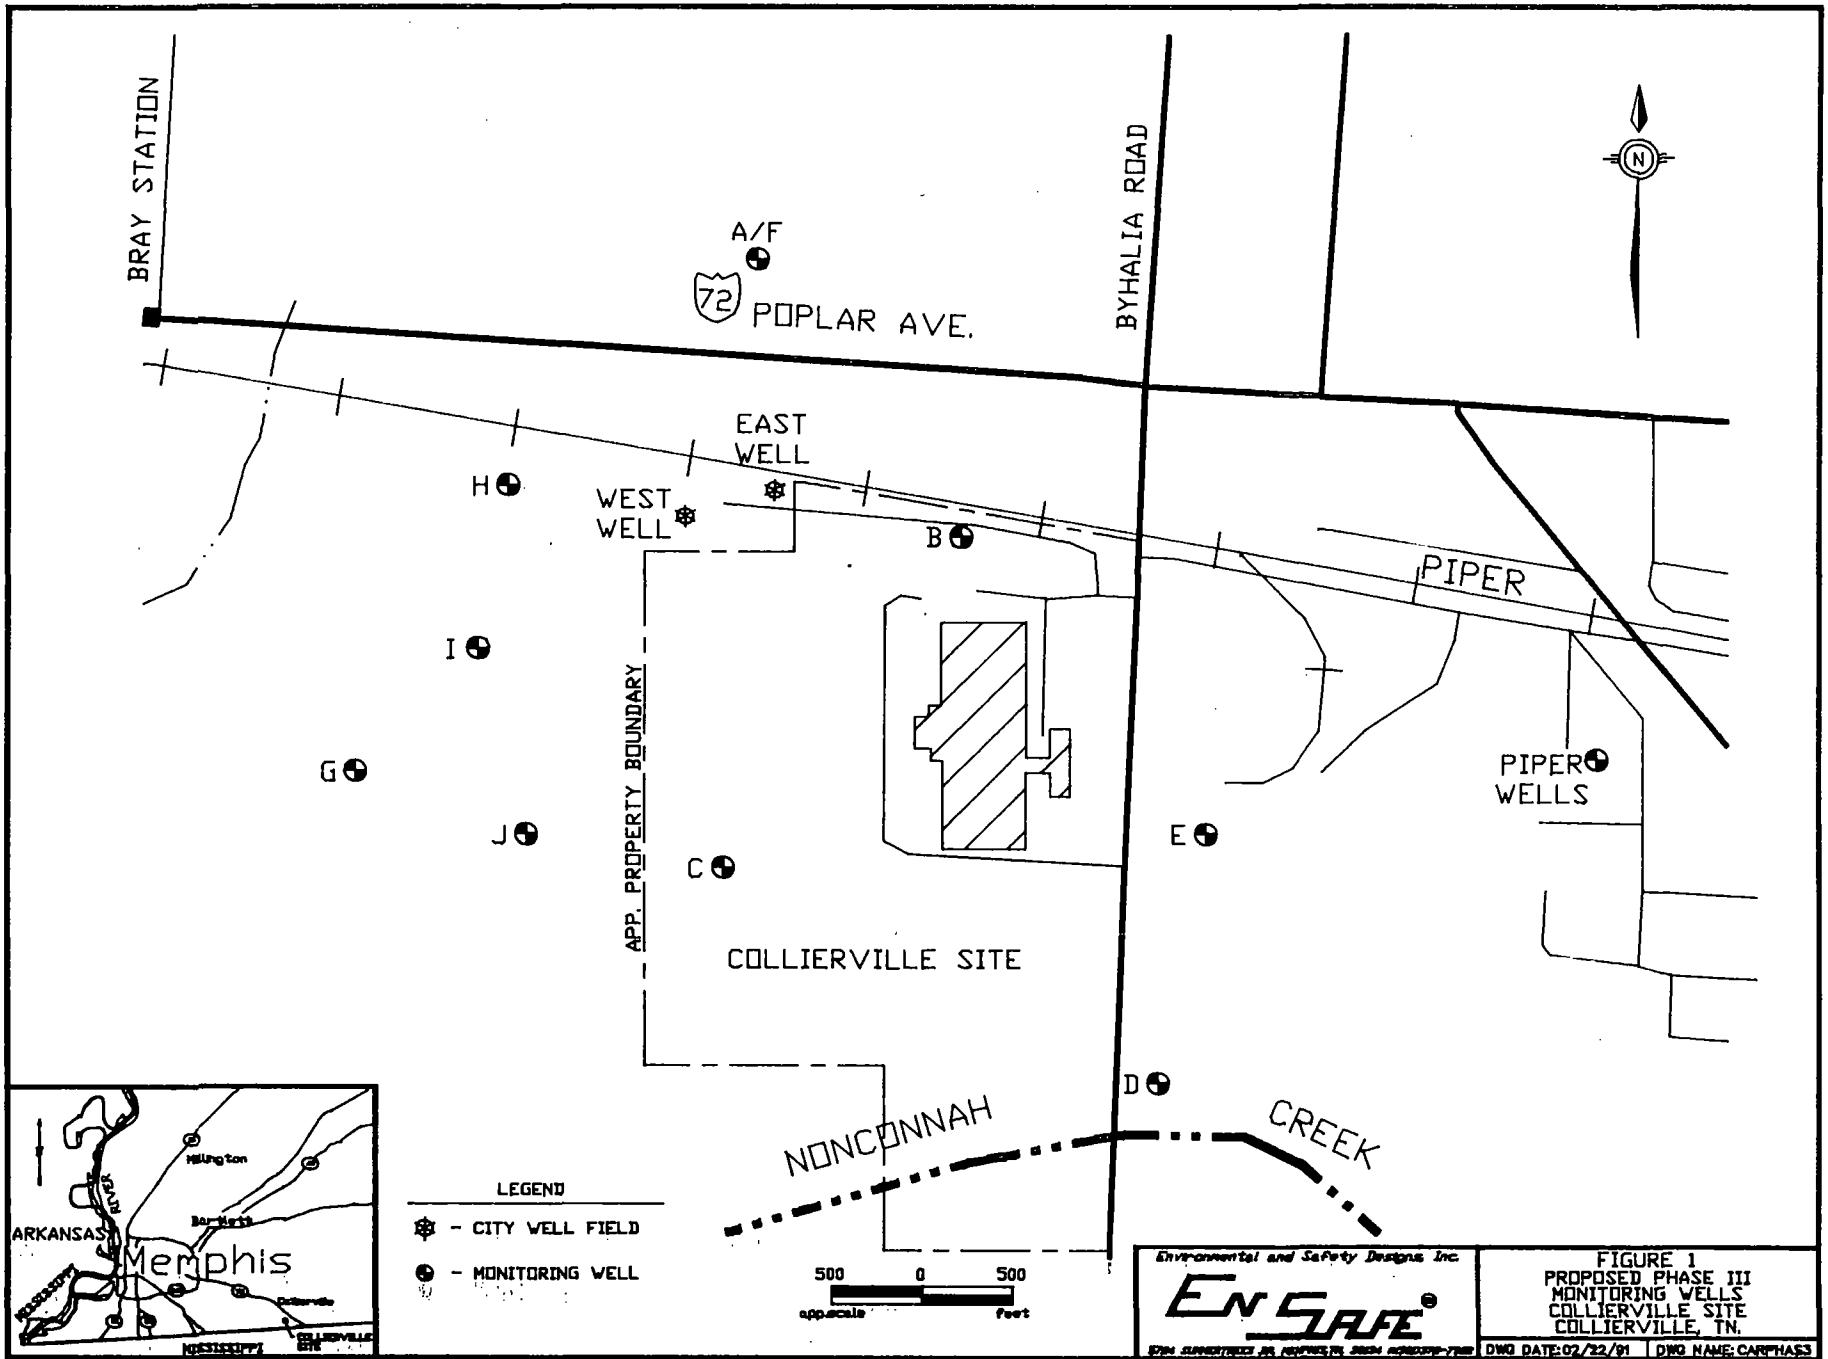 BRAY STATION
A/F
72
POPLAR AVE.
BYHALIA ROAD
N
EAST
WELL
WEST
WELL
H
B
PIPER
I
APP. PROPERTY BOUNDARY
G
J
C
E
PIPER
WELLS
COLLIERVILLE SITE
D
NONCONNAH
CREEK
Millington
RIVER
Bartlett
ARKANSAS
Memphis
MISSISSIPPI
Collierville
COLLIERVILLE
SITE
MISSISSIPPI
LEGEND
- CITY WELL FIELD
- MONITORING WELL
500 0 500
app.scale feet
Environmental and Safety Designs Inc.
ENSAFE
FIGURE 1
PROPOSED PHASE III
MONITORING WELLS
COLLIERVILLE SITE
COLLIERVILLE, TN.
DWG DATE:02/22/91
DWG NAME:CARPHAS3